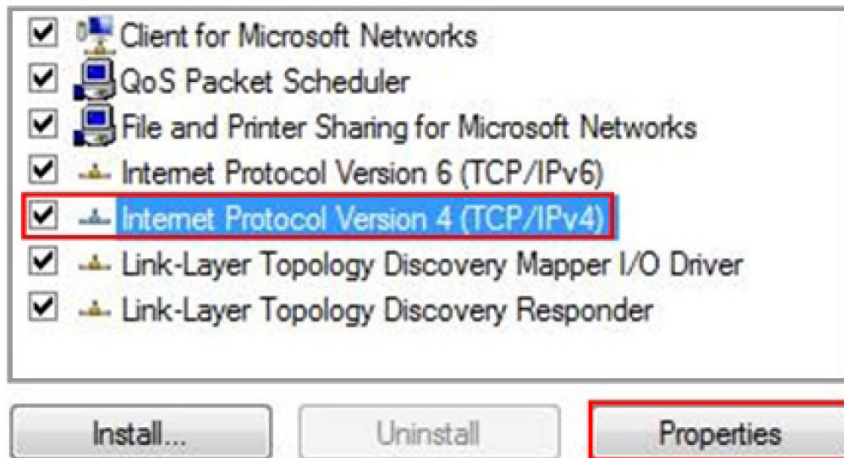 Client for Microsoft Networks
QoS Packet Scheduler
File and Printer Sharing for Microsoft Networks
Internet Protocol Version 6 (TCP/IPv6)
Internet Protocol Version 4 (TCP/IPv4)
Link-Layer Topology Discovery Mapper I/O Driver
Link-Layer Topology Discovery Responder
Install... Uninstall Properties